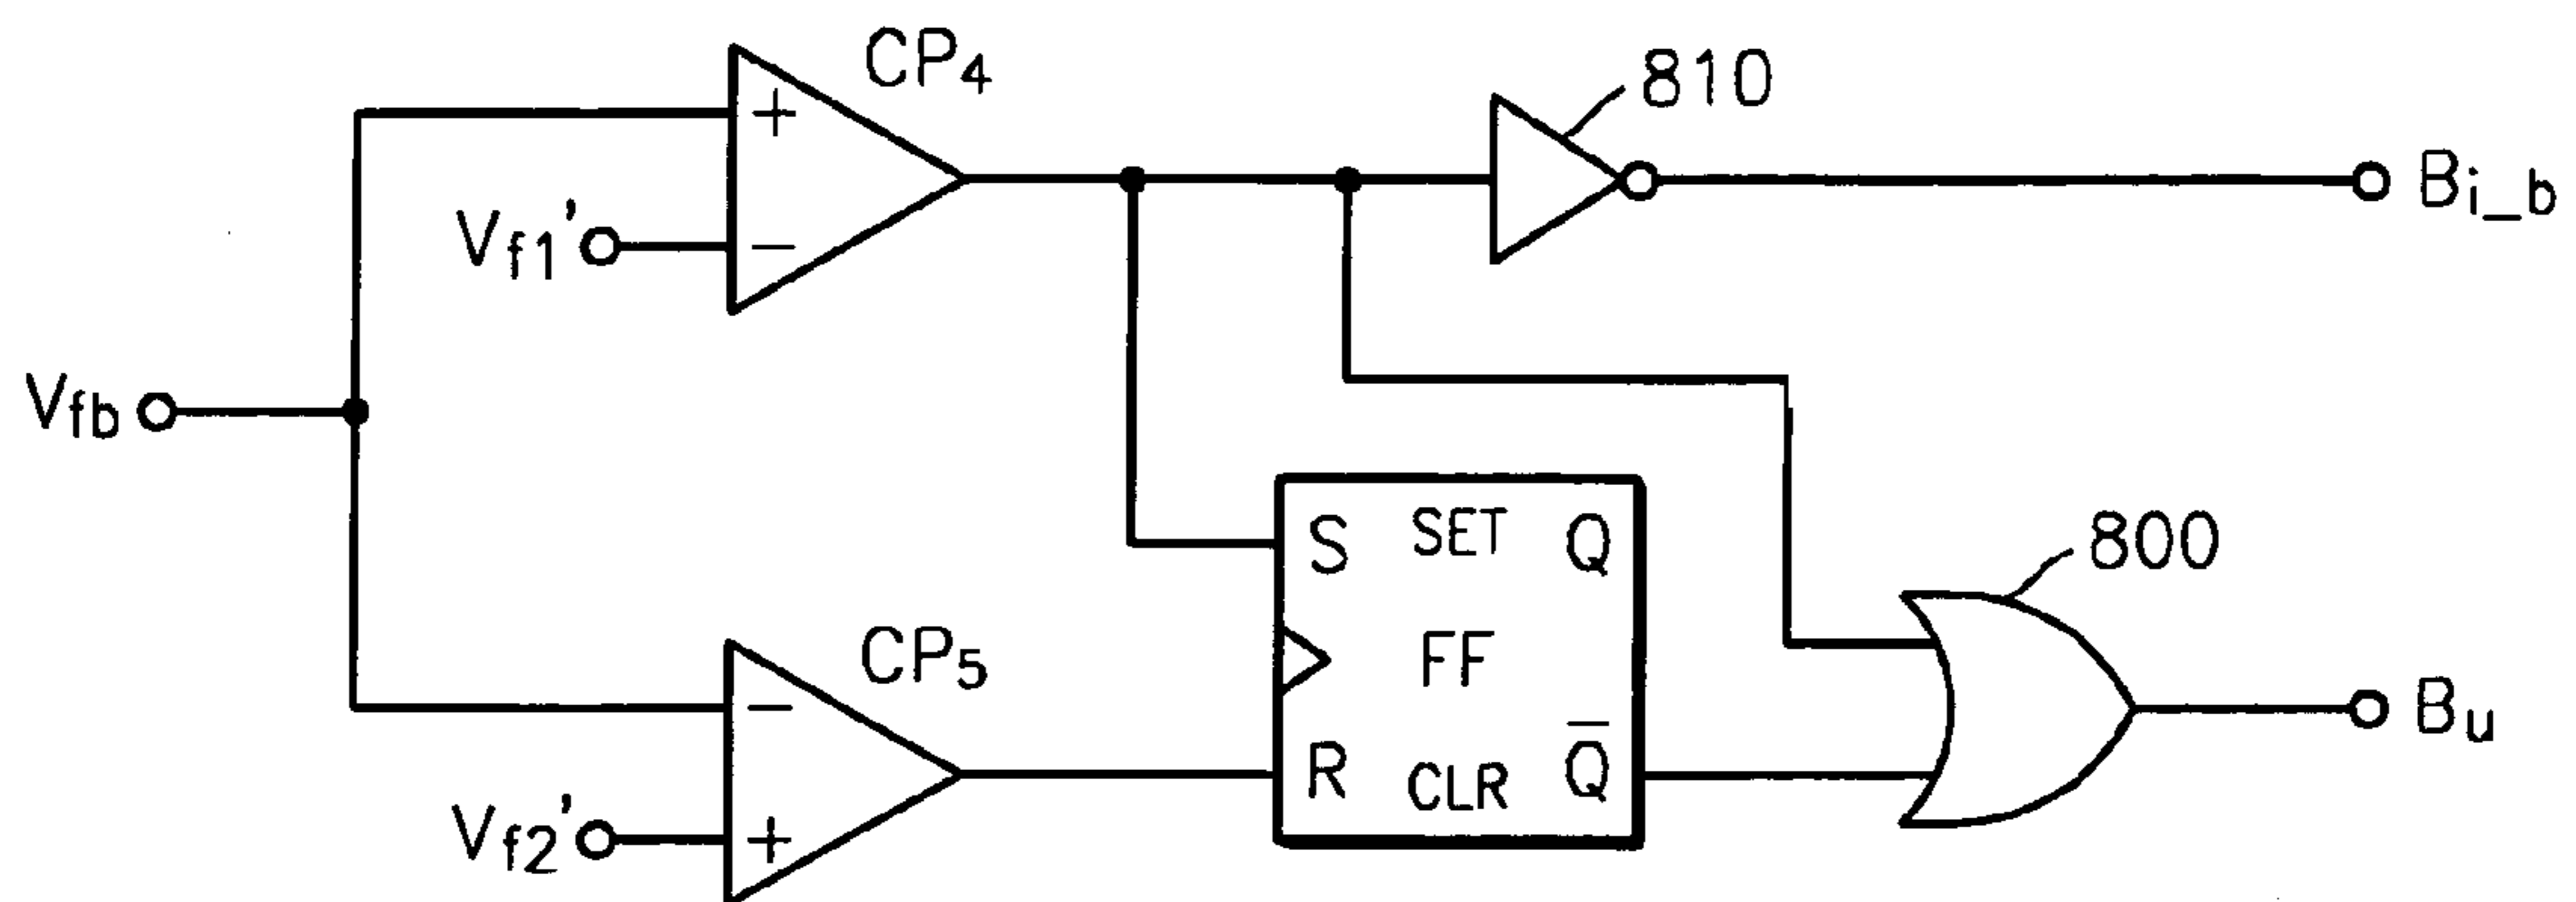 CP4
810
+
Bi_b
Vf1'
−
Vfb
S SET Q
800
CP5
FF
−
Bu
R CLR Q̅
Vf2'
+